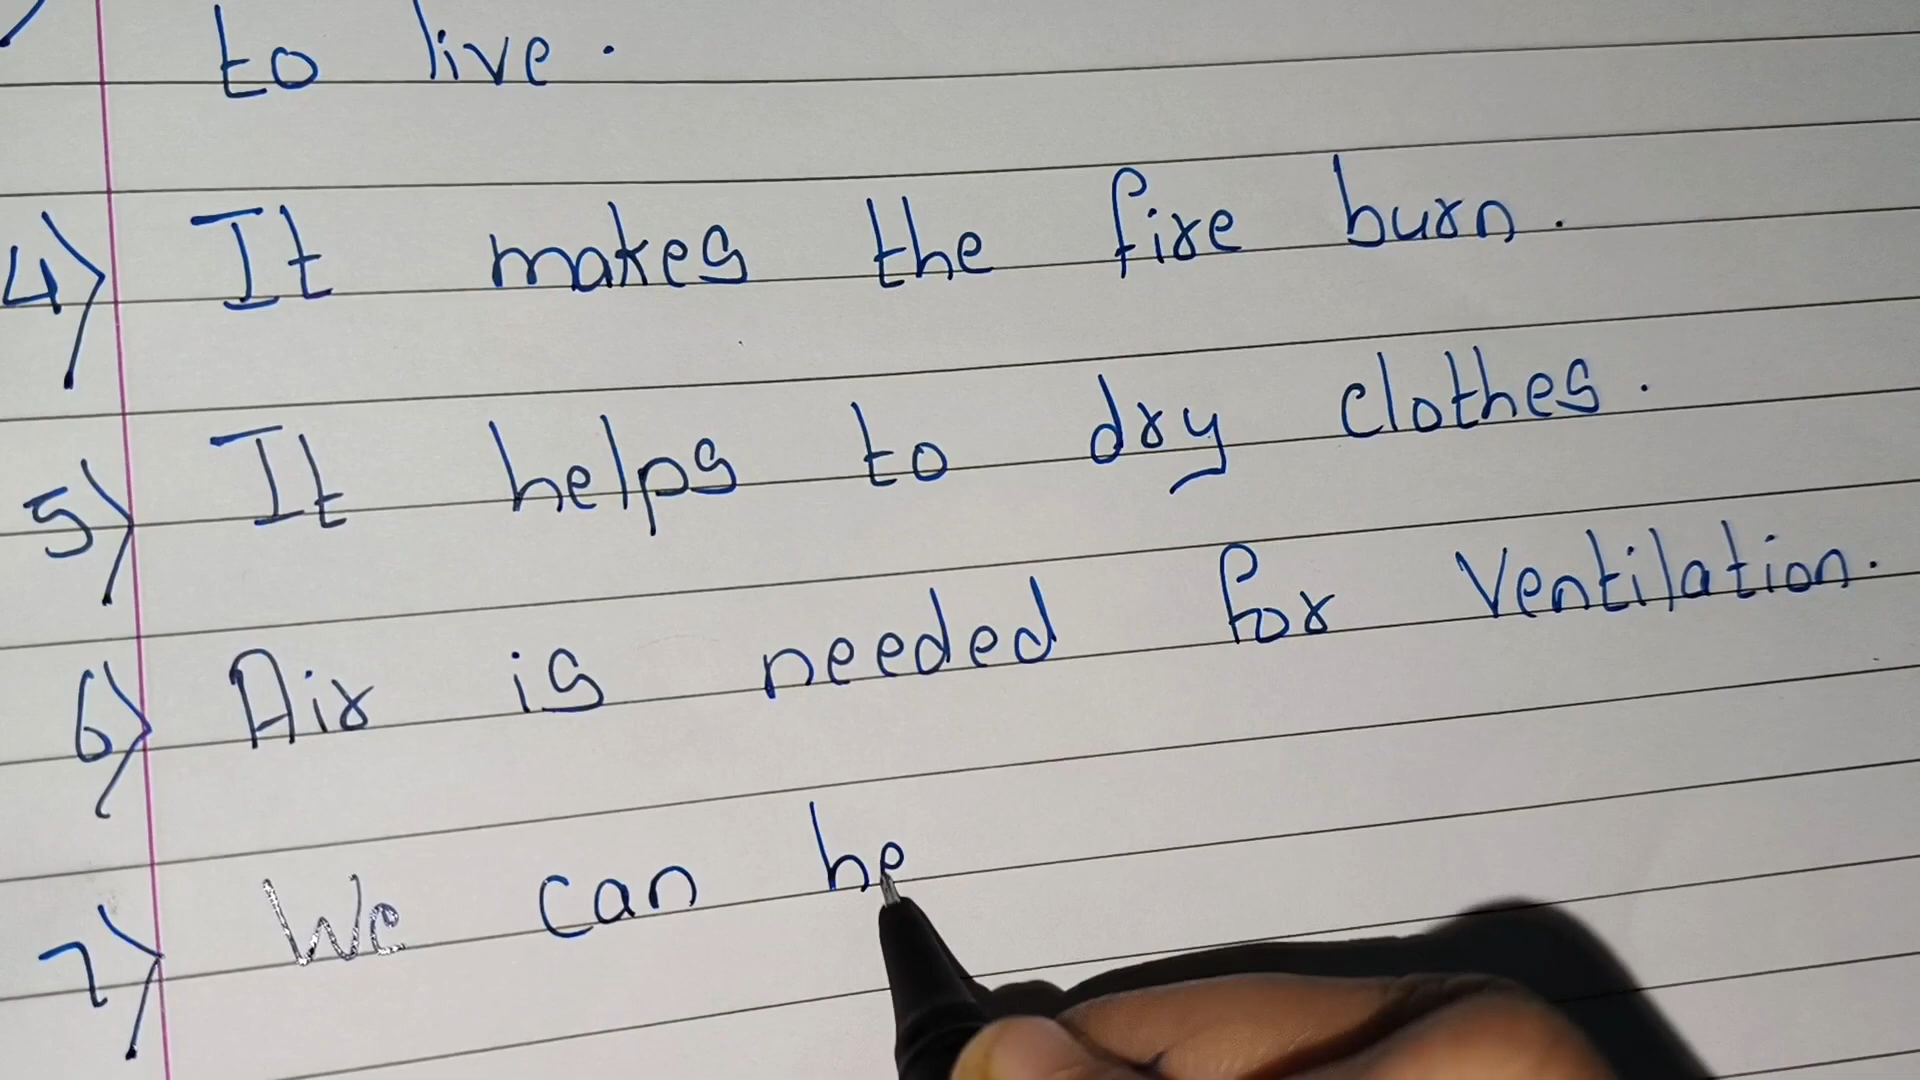 to live.
4) It makes the fire burn.
5) It helps to dry clothes.
6) Air is needed for Ventilation.
7) We can he